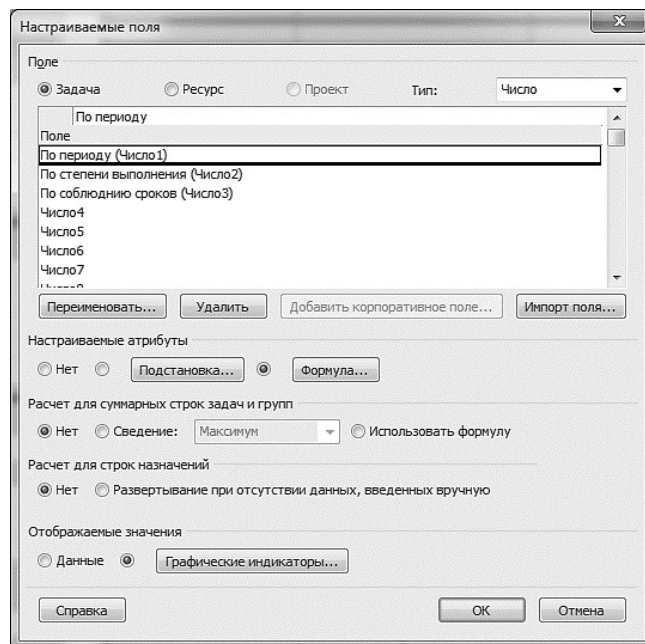 Настраиваемые поля
Поле
Задача Ресурс Проект Тип: Число
По периоду
Поле
По периоду (Число1)
По степени выполнения (Число2)
По соблюднию сроков (Число3)
Число4
Число5
Число6
Число7
Переименовать... Удалить Добавить корпоративное поле... Импорт поля...
Настраиваемые атрибуты
Нет Подстановка... Формула...
Расчет для суммарных строк задач и групп
Нет Сведение: Максимум Использовать формулу
Расчет для строк назначений
Нет Развертывание при отсутствии данных, введенных вручную
Отображаемые значения
Данные Графические индикаторы...
Справка ОК Отмена